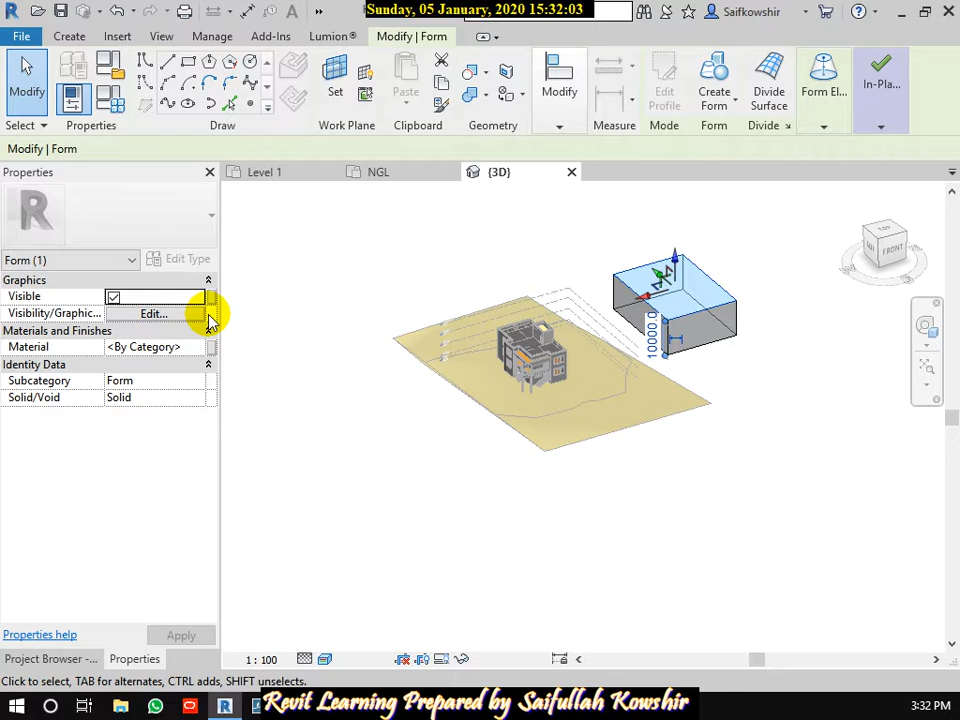 Sunday, 05 January, 2020 15:32:03
Saifkowshir
File Create Insert View Manage Add-Ins Lumion® Modify | Form
Modify Set Paste Modify Edit Profile Create Form Divide Surface Form El... In-Pla...
Select Properties Draw Work Plane Clipboard Geometry Measure Mode Form Divide
Modify | Form
Properties
Level 1 NGL {3D}
Form (1) Edit Type
Graphics
Visible
Visibility/Graphic... Edit...
Materials and Finishes
Material <By Category>
Identity Data
Subcategory Form
Solid/Void Solid
10000.0
TOP
FRONT
Properties help Apply
Project Browser -... Properties 1 : 100
Click to select, TAB for alternates, CTRL adds, SHIFT unselects.
Revit Learning Prepared by Saifullah Kowshir
3:32 PM